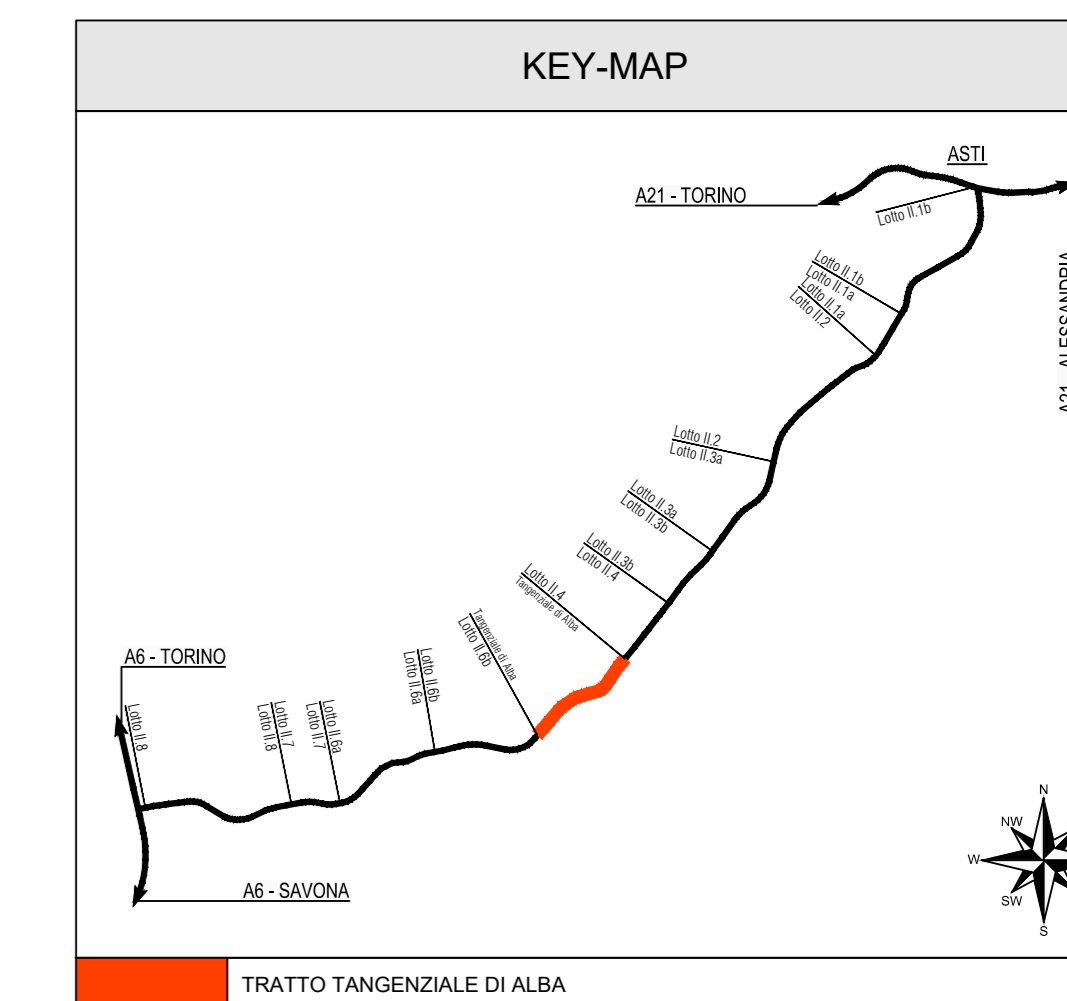 KEY-MAP
ASTI
A21 - TORINO
Lotto II.1b
Lotto II.1b
Lotto II.1a
Lotto II.1a
Lotto II.2
A21 - ALESSANDRIA
Lotto II.2
Lotto II.3a
Lotto II.3a
Lotto II.3b
Lotto II.3b
Lotto II.4
Lotto II.4
Tangenziale di Alba
Tangenziale di Alba
Lotto II.6b
Lotto II.6b
Lotto II.6a
A6 - TORINO
Lotto II.6a
Lotto II.7
Lotto II.7
Lotto II.8
Lotto II.8
A6 - SAVONA
N
NW
W
SW
S
TRATTO TANGENZIALE DI ALBA